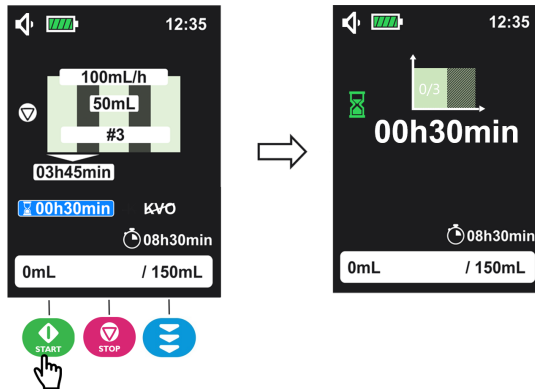 12:35
100mL/h
50mL
#3
03h45min
00h30min KVO
08h30min
0mL / 150mL
START STOP
12:35
0/3
00h30min
08h30min
0mL / 150mL